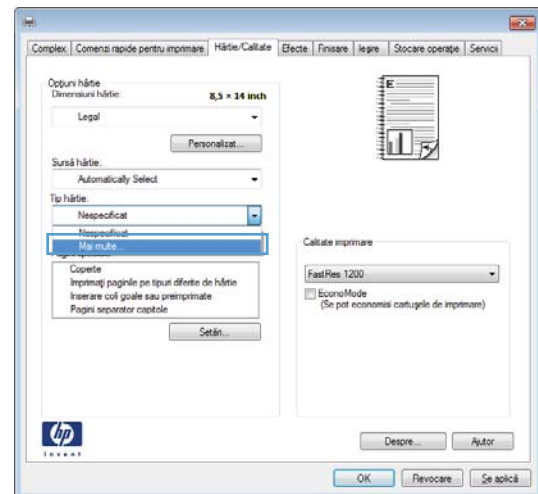 Complex Comenzi rapide pentru imprimare Hârtie/Calitate Efecte Finisare Ieşire Stocare operaţie Servicii
Opţiuni hârtie
Dimensiuni hârtie: 8,5 × 14 inch
Legal
Personalizat...
Sursă hârtie:
Automatically Select
Tip hârtie:
Nespecificat
Nespecificat
Mai multe...
Coperte
Imprimaţi paginile pe tipuri diferite de hârtie
Inserare coli goale sau preimprimate
Pagini separator capitole
Setări...
E
Calitate imprimare
FastRes 1200
EconoMode
(Se pot economisi cartuşele de imprimare)
hp
invent
Despre... Ajutor
OK Revocare Se aplică